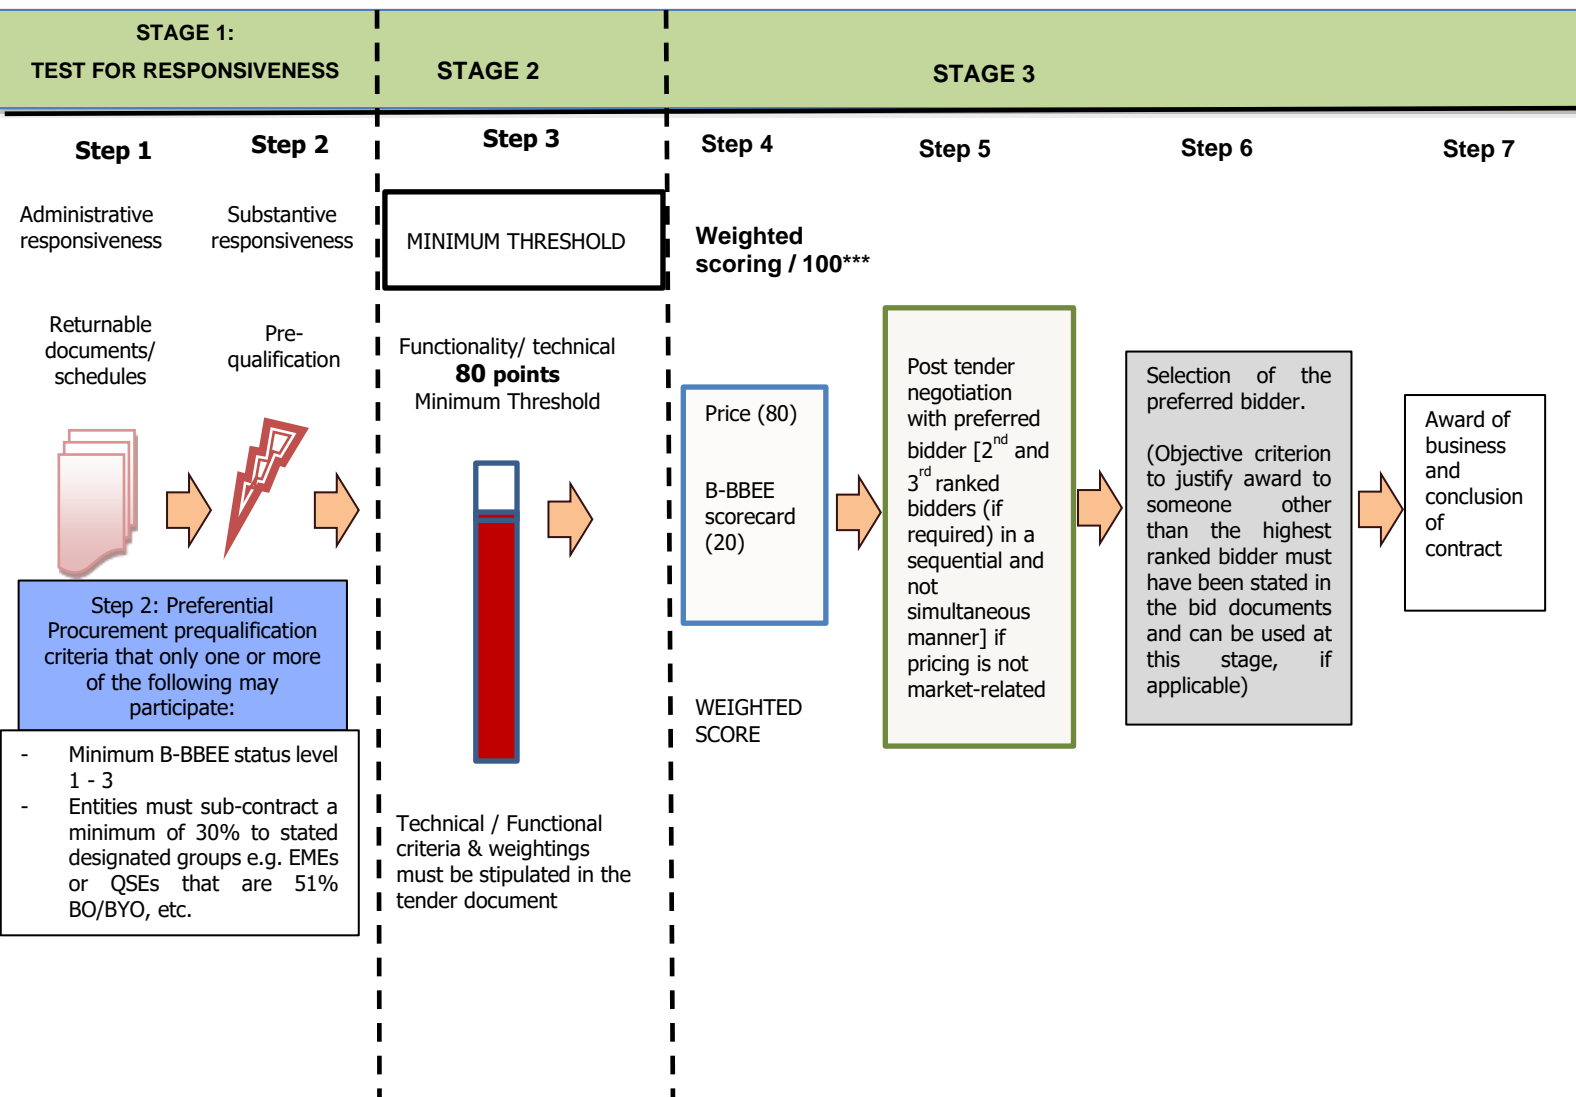 STAGE 1:
TEST FOR RESPONSIVENESS
STAGE 2
STAGE 3
Step 1
Step 2
Step 3
Step 4
Step 5
Step 6
Step 7
Administrative
responsiveness
Substantive
responsiveness
MINIMUM THRESHOLD
Weighted
scoring / 100***
Returnable
documents/
schedules
Pre-
qualification
Functionality/ technical
80 points
Minimum Threshold
Price (80)
B-BBEE
scorecard
(20)
Post tender
negotiation
with preferred
bidder [2nd and
3rd ranked
bidders (if
required) in a
sequential and
not
simultaneous
manner] if
pricing is not
market-related
Selection of the
preferred bidder.
(Objective criterion
to justify award to
someone other
than the highest
ranked bidder must
have been stated in
the bid documents
and can be used at
this stage, if
applicable)
Award of
business
and
conclusion
of
contract
Step 2: Preferential
Procurement prequalification
criteria that only one or more
of the following may
participate:
- Minimum B-BBEE status level
1 - 3
- Entities must sub-contract a
minimum of 30% to stated
designated groups e.g. EMEs
or QSEs that are 51%
BO/BYO, etc.
WEIGHTED
SCORE
Technical / Functional
criteria & weightings
must be stipulated in the
tender document